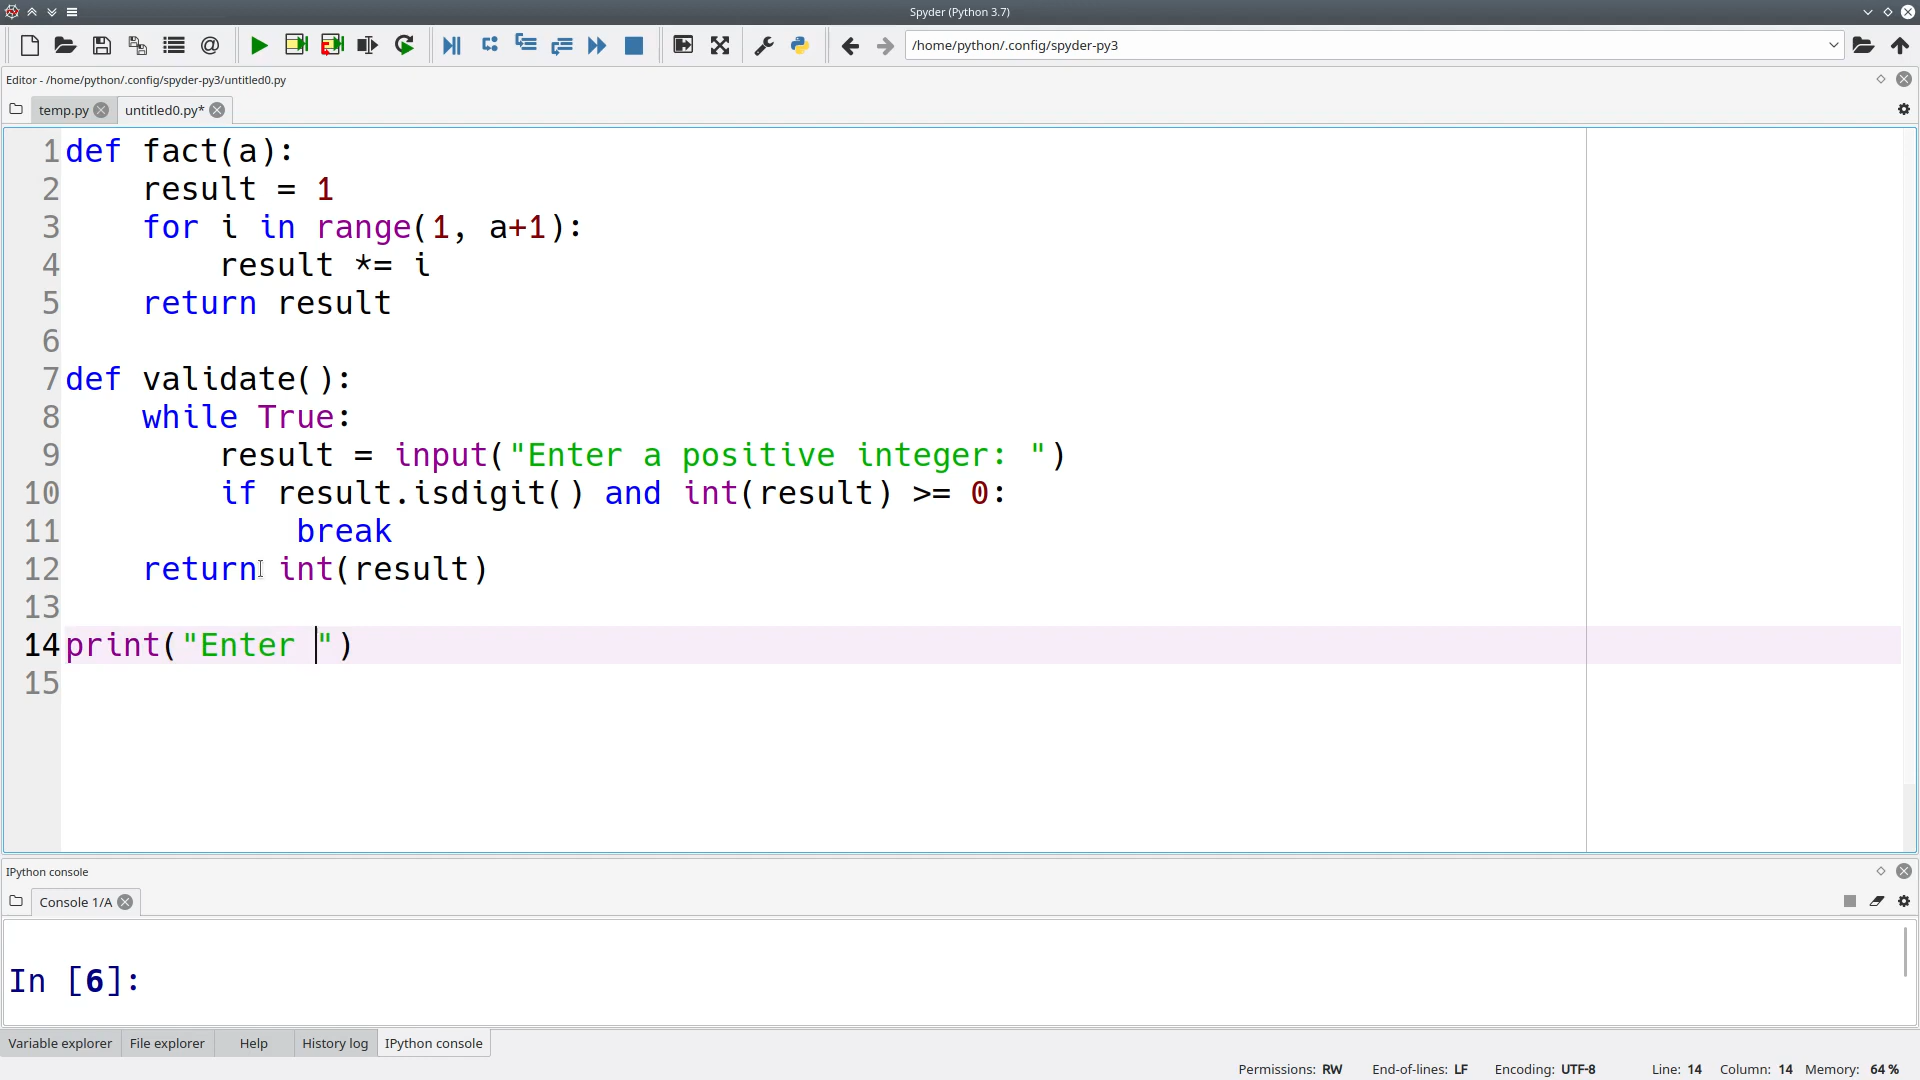 Spyder (Python 3.7)
/home/python/.config/spyder-py3
Editor - /home/python/.config/spyder-py3/untitled0.py
temp.py
untitled0.py*
1 def fact(a):
2     result = 1
3     for i in range(1, a+1):
4         result *= i
5     return result
6
7 def validate():
8     while True:
9         result = input("Enter a positive integer: ")
10         if result.isdigit() and int(result) >= 0:
11             break
12     return int(result)
13
14 print("Enter ")
15
IPython console
Console 1/A
In [6]:
Variable explorer File explorer Help History log IPython console
Permissions: RW End-of-lines: LF Encoding: UTF-8 Line: 14 Column: 14 Memory: 64 %